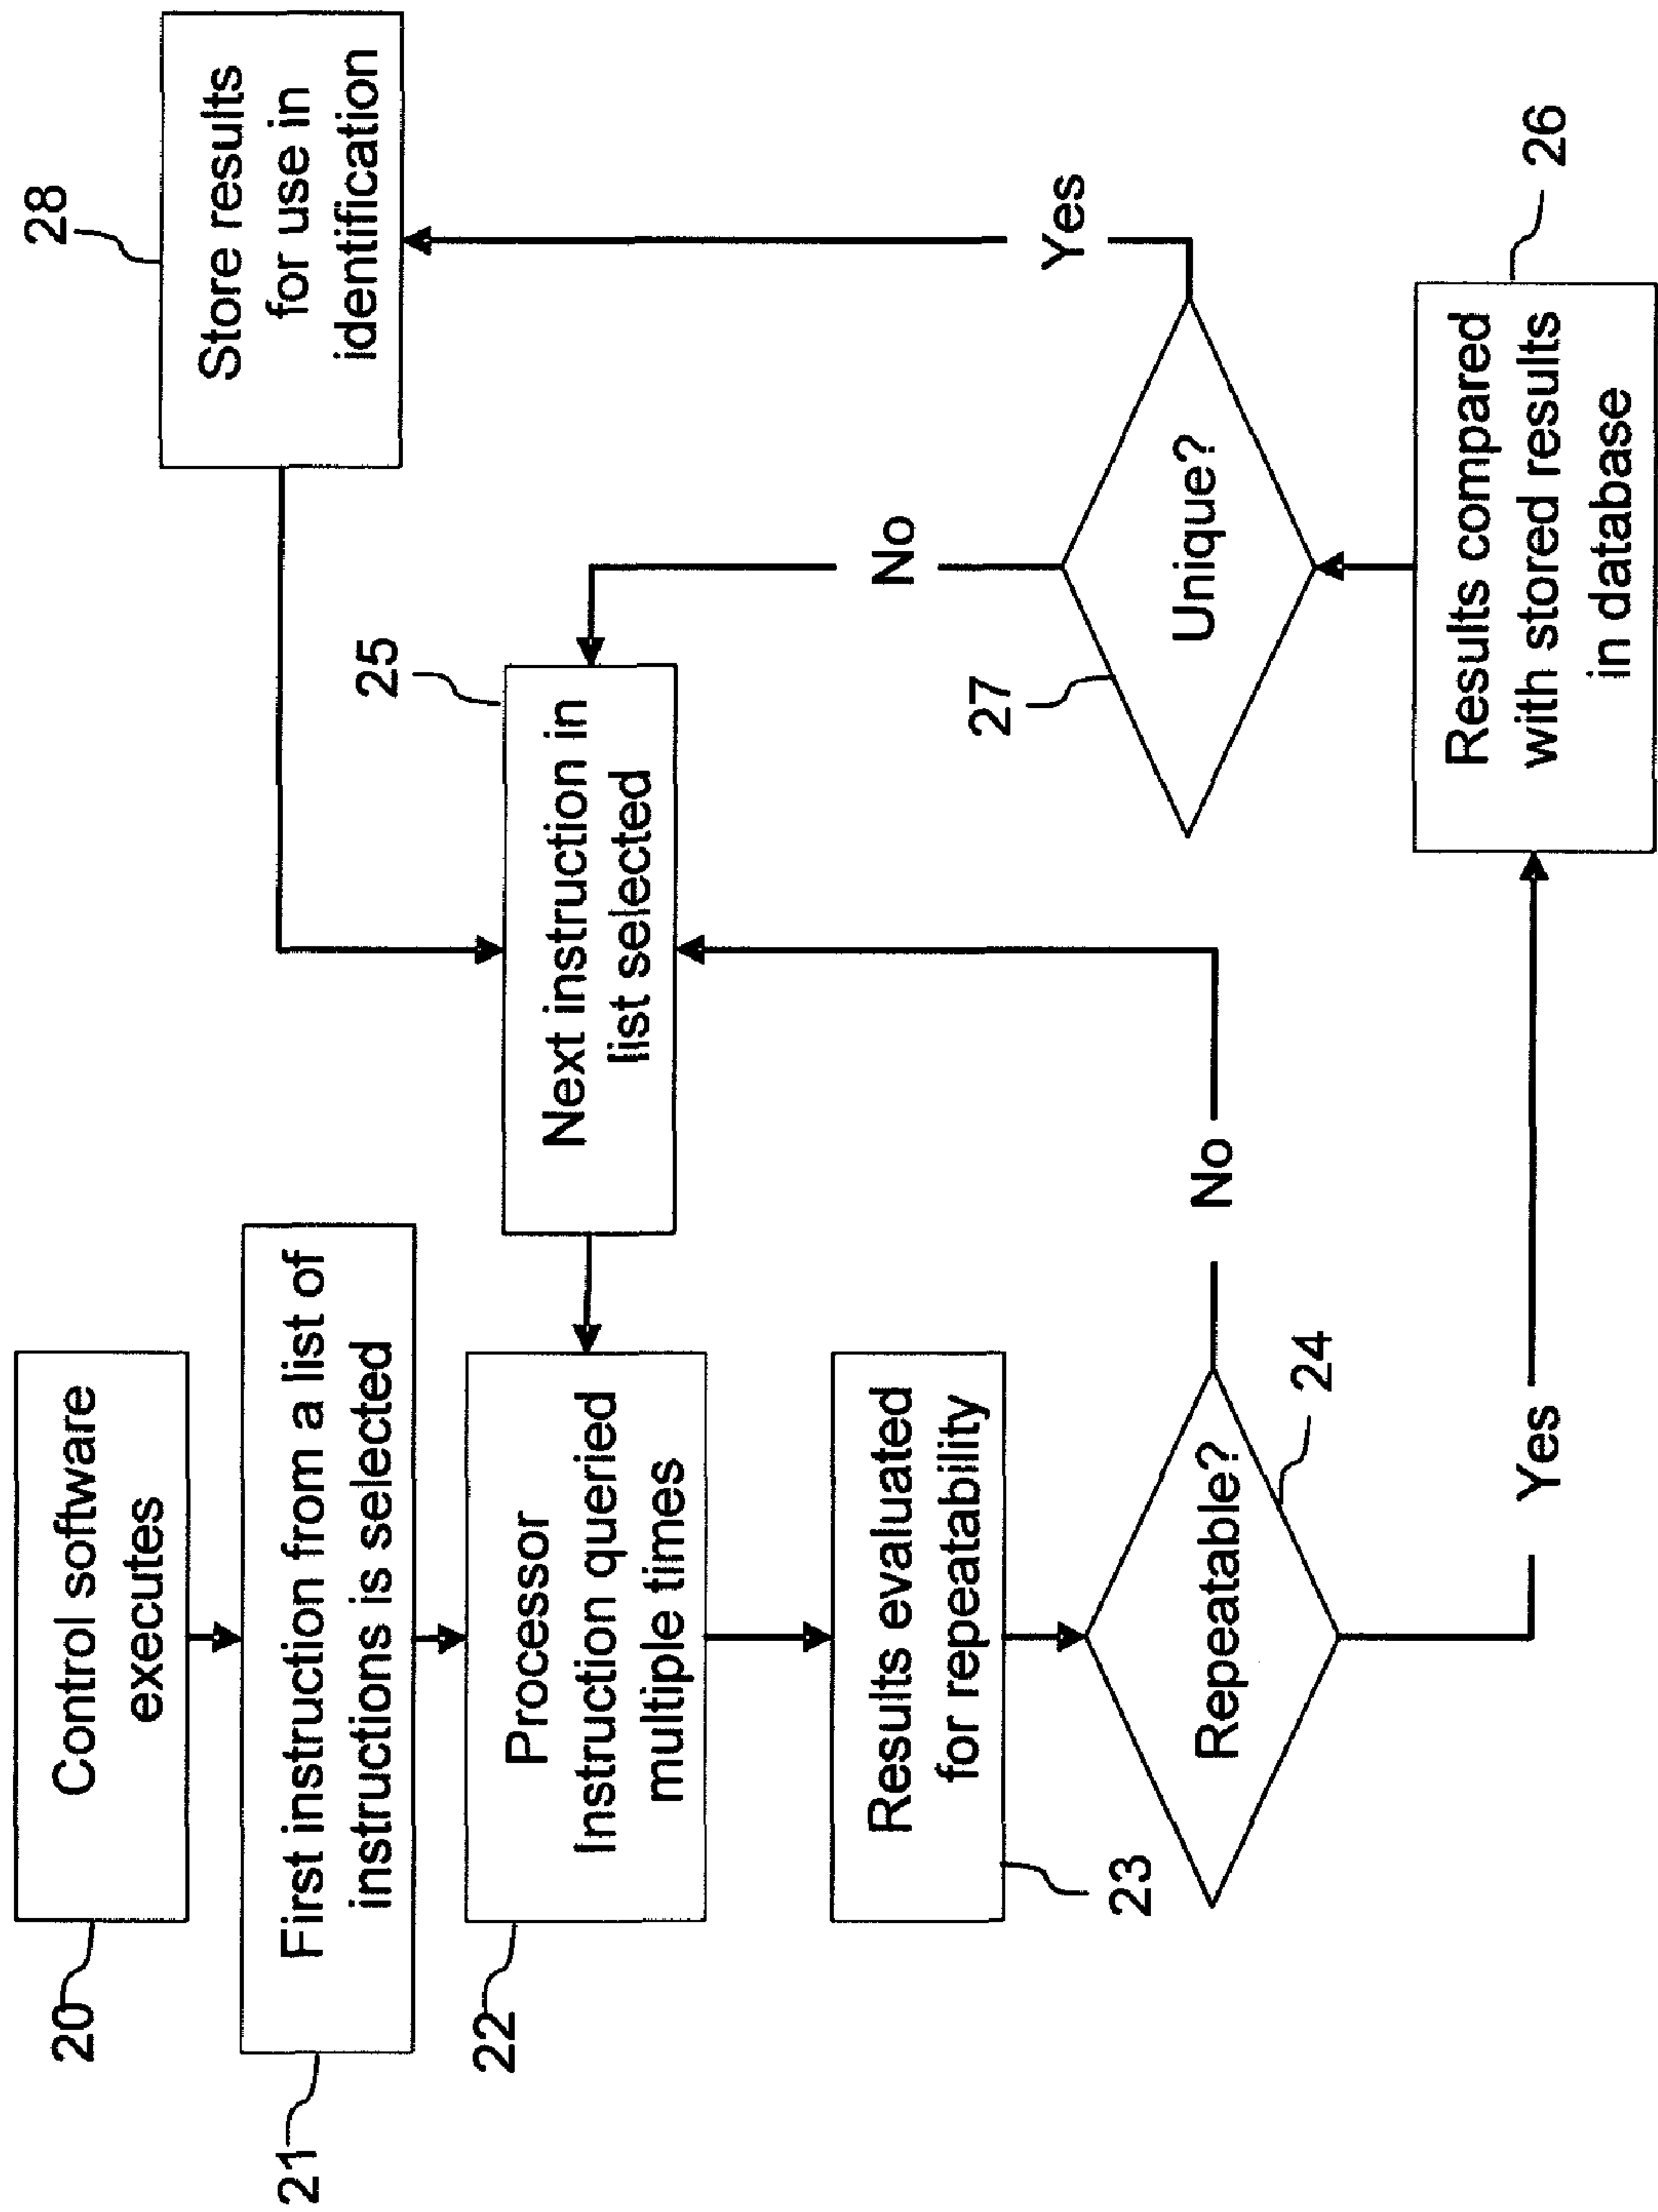 20
Control software
executes
21
First instruction from a list of
instructions is selected
22
Processor
Instruction queried
multiple times
23
Results evaluated
for repeatability
Repeatable?
24
No
Yes
25
Next instruction in
list selected
26
Results compared
with stored results
in database
27
Unique?
No
Yes
28
Store results
for use in
identification